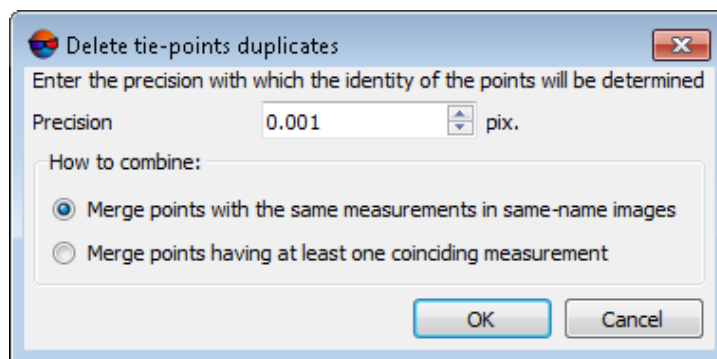 Delete tie-points duplicates
Enter the precision with which the identity of the points will be determined
Precision 0.001 pix.
How to combine:
Merge points with the same measurements in same-name images
Merge points having at least one coinciding measurement
OK Cancel